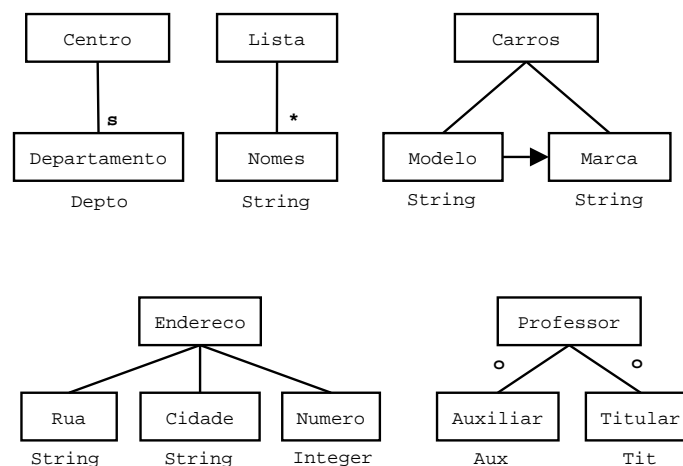 Centro
s
Departamento
Depto
Lista
*
Nomes
String
Carros
Modelo
String
Marca
String
Endereco
Rua
String
Cidade
String
Numero
Integer
Professor
o
o
Auxiliar
Aux
Titular
Tit